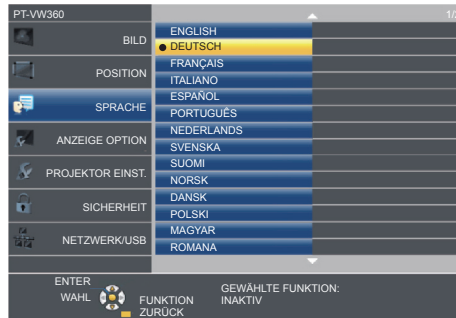 PT-VW360
BILD
POSITION
SPRACHE
ANZEIGE OPTION
PROJEKTOR EINST.
SICHERHEIT
NETZWERK/USB
ENGLISH
DEUTSCH
FRANÇAIS
ITALIANO
ESPAÑOL
PORTUGUÊS
NEDERLANDS
SVENSKA
SUOMI
NORSK
DANSK
POLSKI
MAGYAR
ROMANA
ENTER
WAHL
FUNKTION
ZURÜCK
GEWÄHLTE FUNKTION:
INAKTIV